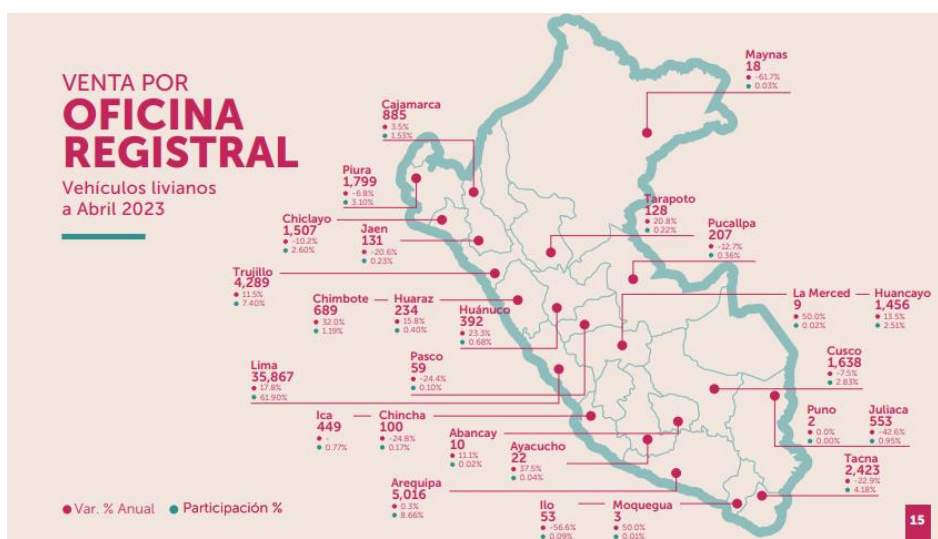 VENTA POR
OFICINA
REGISTRAL
Vehículos livianos
a Abril 2023
Maynas
18
-61.7%
0.03%
Cajamarca
885
3.5%
1.53%
Piura
1,799
-6.8%
3.10%
Tarapoto
128
20.8%
0.22%
Chiclayo
1,507
-10.2%
2.60%
Jaen
131
-20.6%
0.23%
Pucallpa
207
-12.7%
0.36%
Trujillo
4,289
11.5%
7.40%
Chimbote
689
32.0%
1.19%
Huaraz
234
15.8%
0.40%
Huánuco
392
23.3%
0.68%
La Merced
9
50.0%
0.02%
Huancayo
1,456
13.5%
2.51%
Lima
35,867
17.8%
61.90%
Pasco
59
-24.4%
0.10%
Cusco
1,638
-7.5%
2.83%
Ica
449
-
0.77%
Chincha
100
-24.8%
0.17%
Abancay
10
11.1%
0.02%
Ayacucho
22
37.5%
0.04%
Puno
2
0.0%
0.00%
Juliaca
553
-42.6%
0.95%
Tacna
2,423
-22.9%
4.18%
Arequipa
5,016
0.3%
8.66%
Ilo
53
-56.6%
0.09%
Moquegua
3
50.0%
0.01%
Var. % Anual
Participación %
15